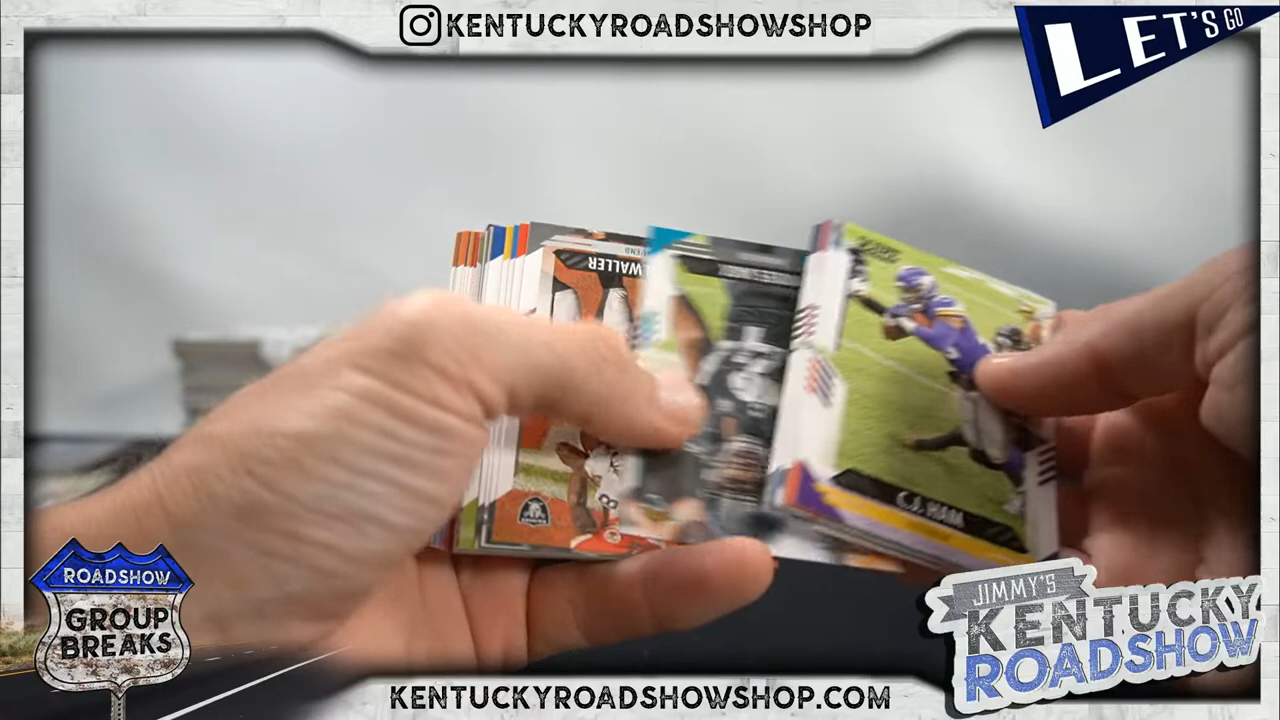 KENTUCKYROADSHOWSHOP
LET'S GO
WALLER
C.J. HAM
ROADSHOW
GROUP
BREAKS
JIMMY'S
KENTUCKY
ROADSHOW
KENTUCKYROADSHOWSHOP.COM